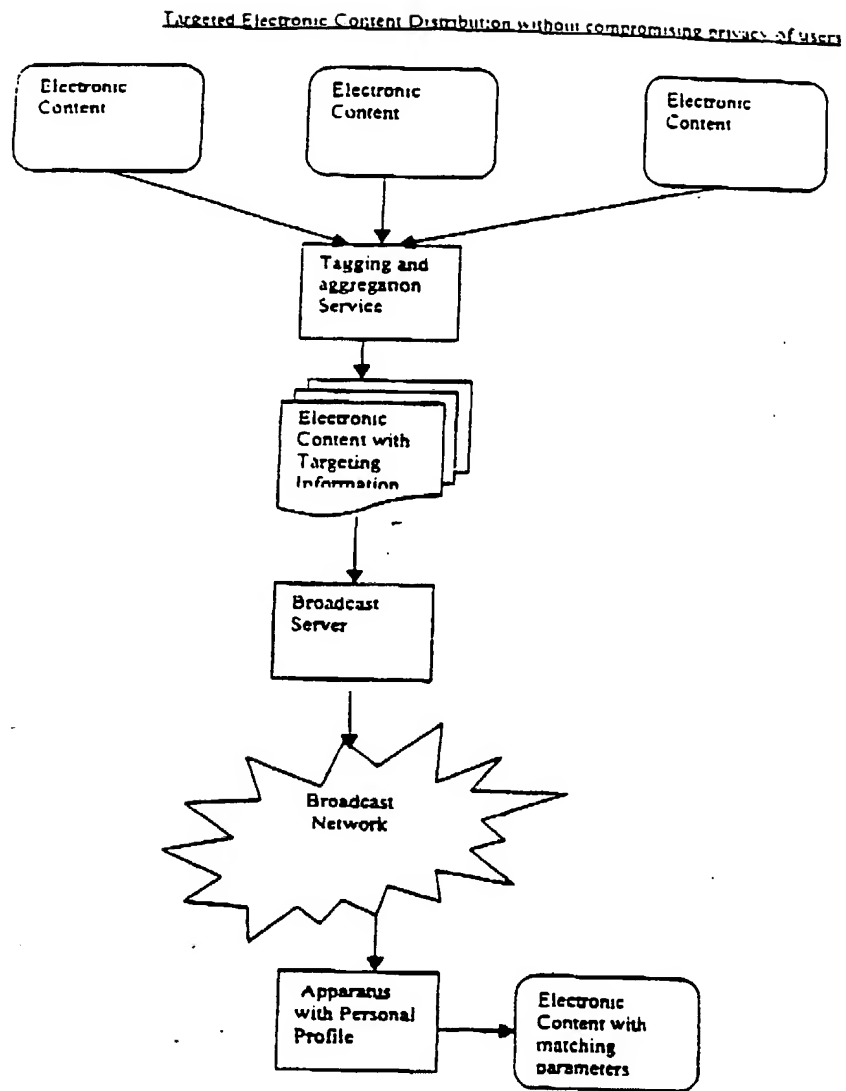 Targeted Electronic Content Distribution without compromising privacy of users
Electronic
Content
Electronic
Content
Electronic
Content
Tagging and
aggregation
Service
Electronic
Content with
Targeting
Information
Broadcast
Server
Broadcast
Network
Apparatus
with Personal
Profile
Electronic
Content with
matching
parameters